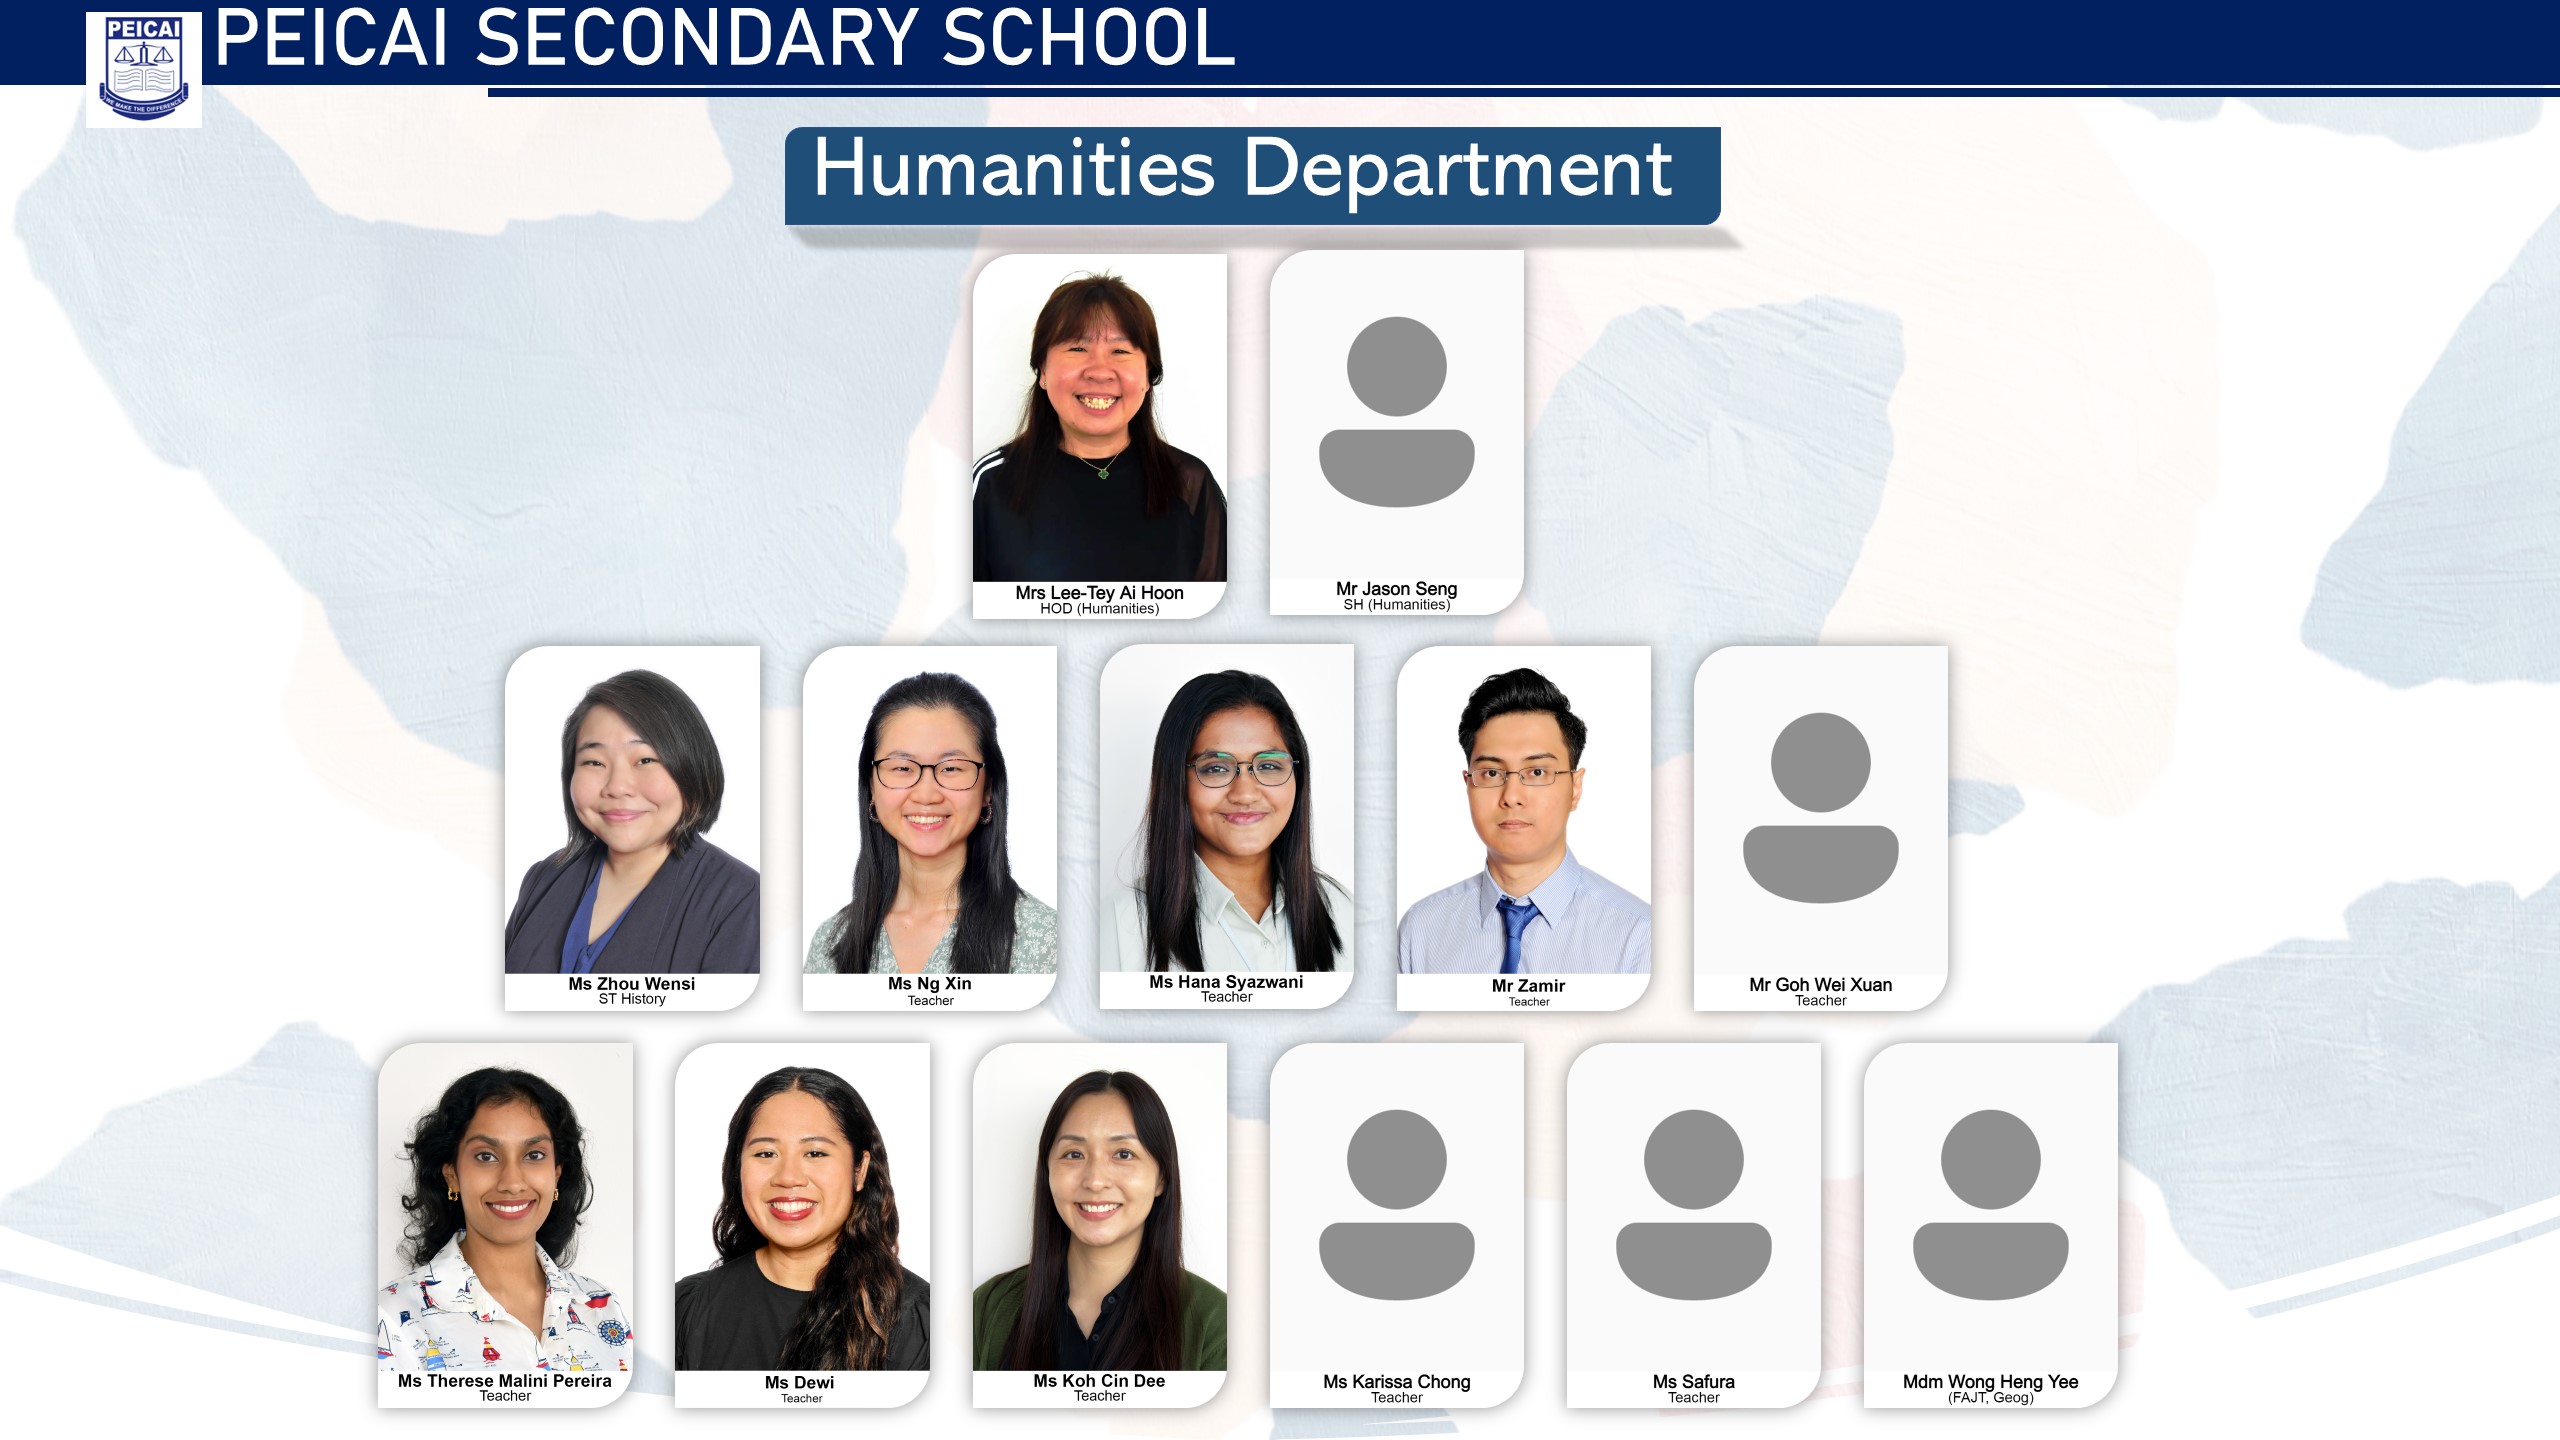 PEICAI SECONDARY SCHOOL
PEICAI
WE MAKE THE DIFFERENCE
Humanities Department
Mrs Lee-Tey Ai Hoon
HOD (Humanities)
Mr Jason Seng
SH (Humanities)
Ms Zhou Wensi
ST History
Ms Ng Xin
Teacher
Ms Hana Syazwani
Teacher
Mr Zamir
Teacher
Mr Goh Wei Xuan
Teacher
Ms Therese Malini Pereira
Teacher
Ms Dewi
Teacher
Ms Koh Cin Dee
Teacher
Ms Karissa Chong
Teacher
Ms Safura
Teacher
Mdm Wong Heng Yee
(FAJT, Geog)